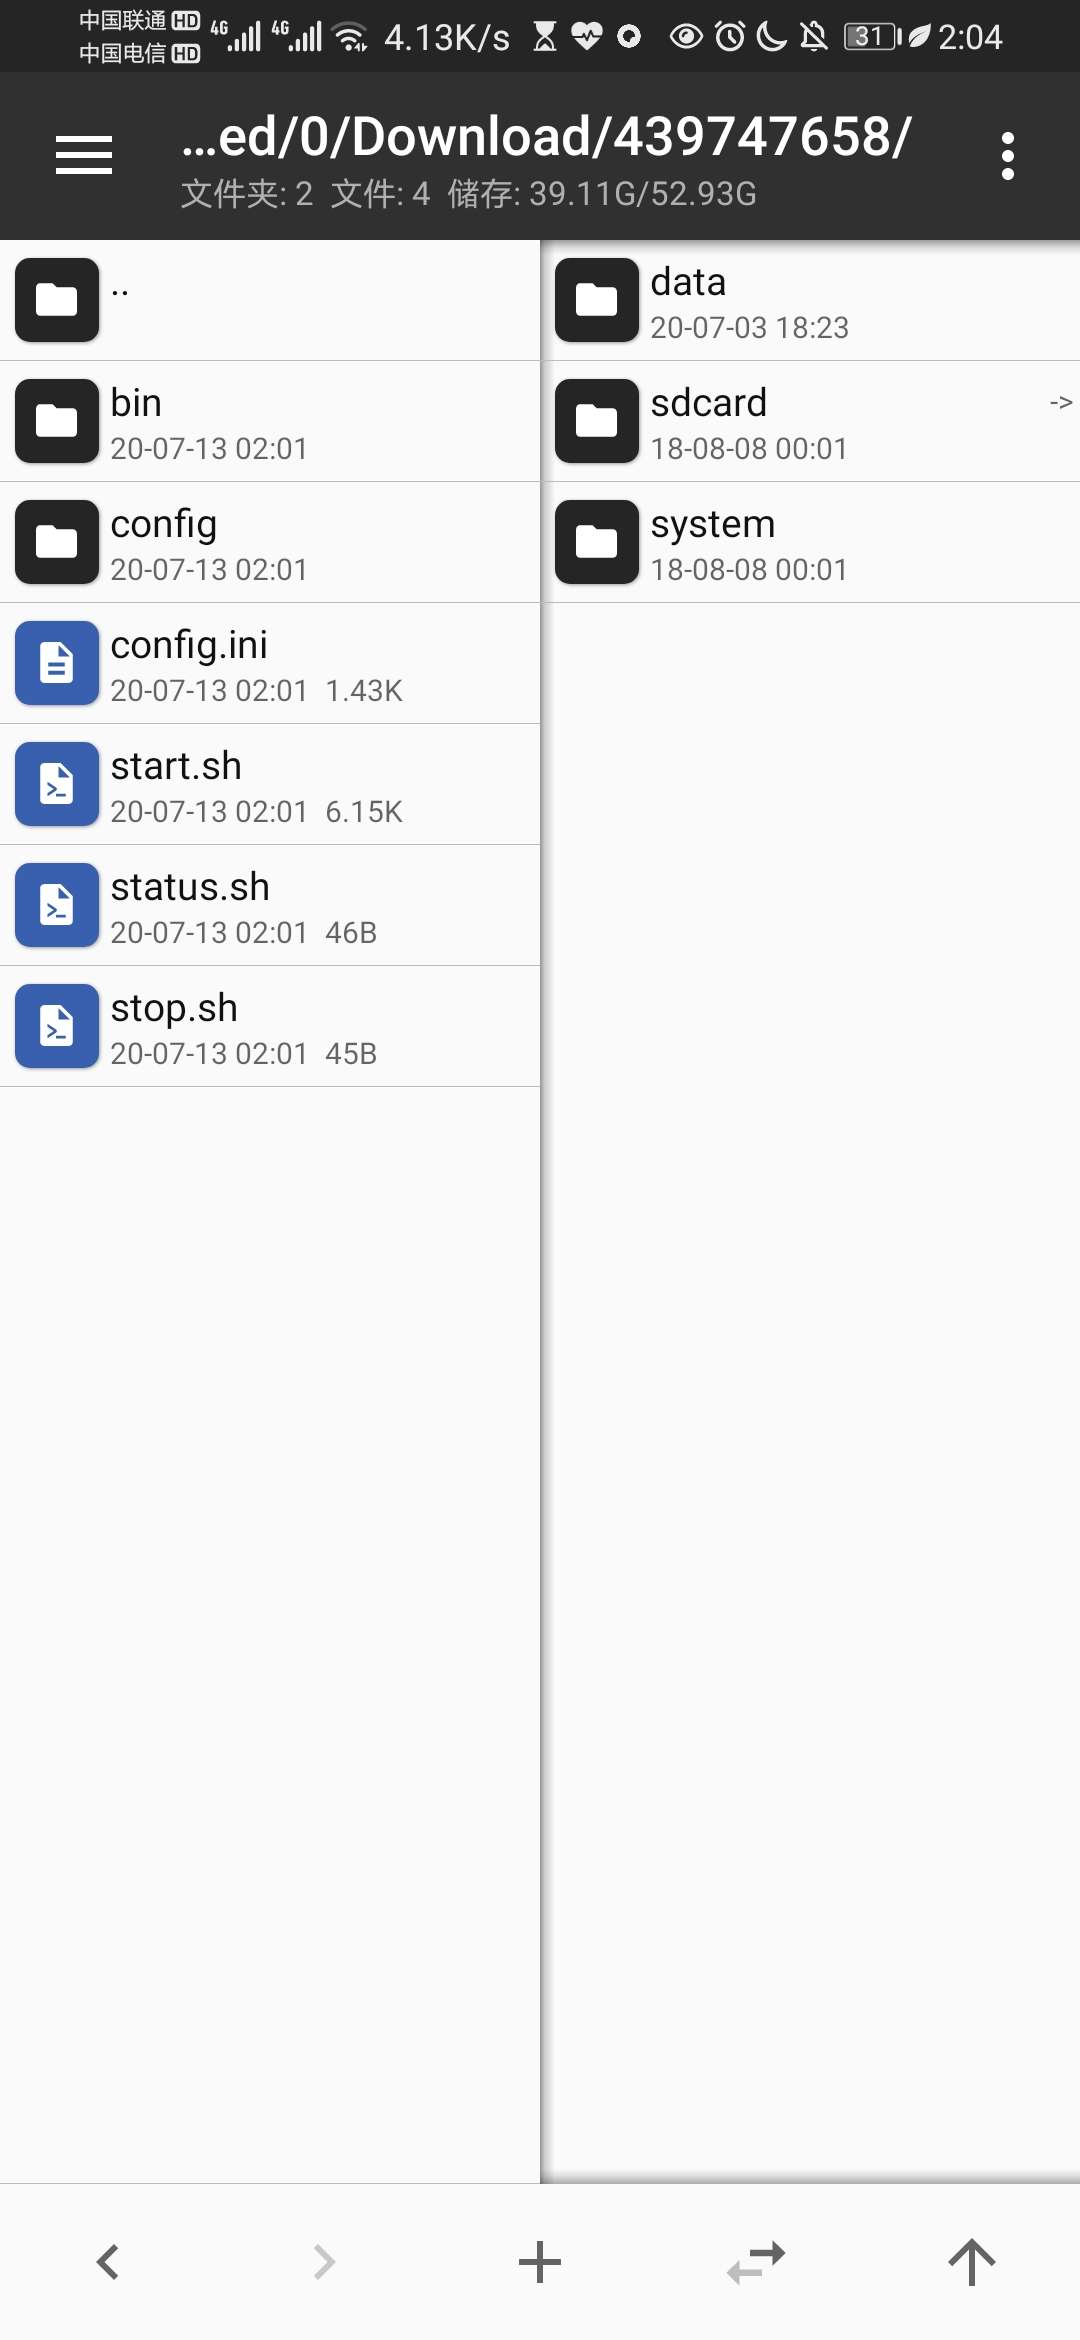 中国联通 HD
中国电信 HD
4G 4G 4.13K/s 31 2:04
...ed/0/Download/439747658/
文件夹: 2 文件: 4 储存: 39.11G/52.93G
..
bin
20-07-13 02:01
config
20-07-13 02:01
config.ini
20-07-13 02:01 1.43K
start.sh
20-07-13 02:01 6.15K
status.sh
20-07-13 02:01 46B
stop.sh
20-07-13 02:01 45B
data
20-07-03 18:23
sdcard ->
18-08-08 00:01
system
18-08-08 00:01